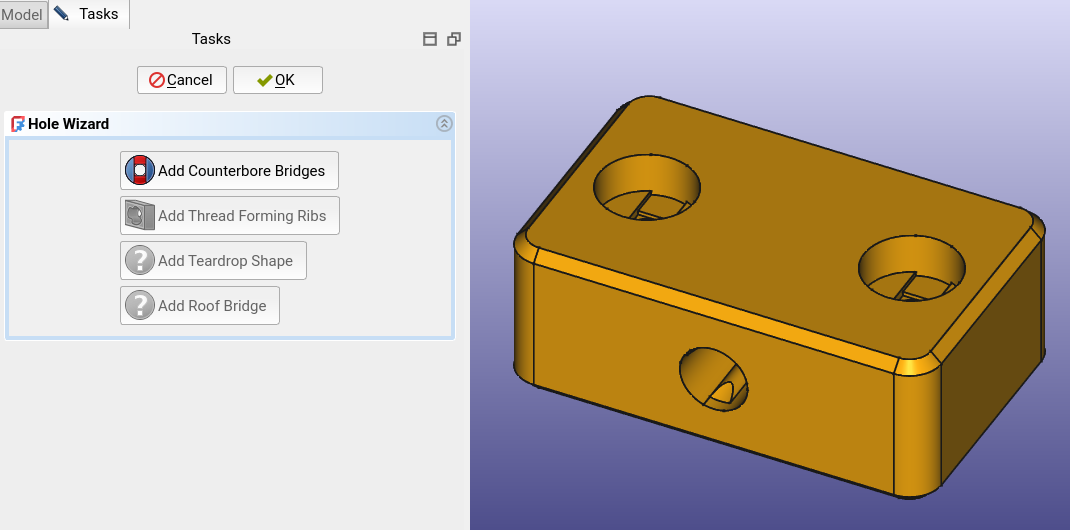 Model
Tasks
Tasks
Cancel
OK
Hole Wizard
Add Counterbore Bridges
Add Thread Forming Ribs
? Add Teardrop Shape
? Add Roof Bridge